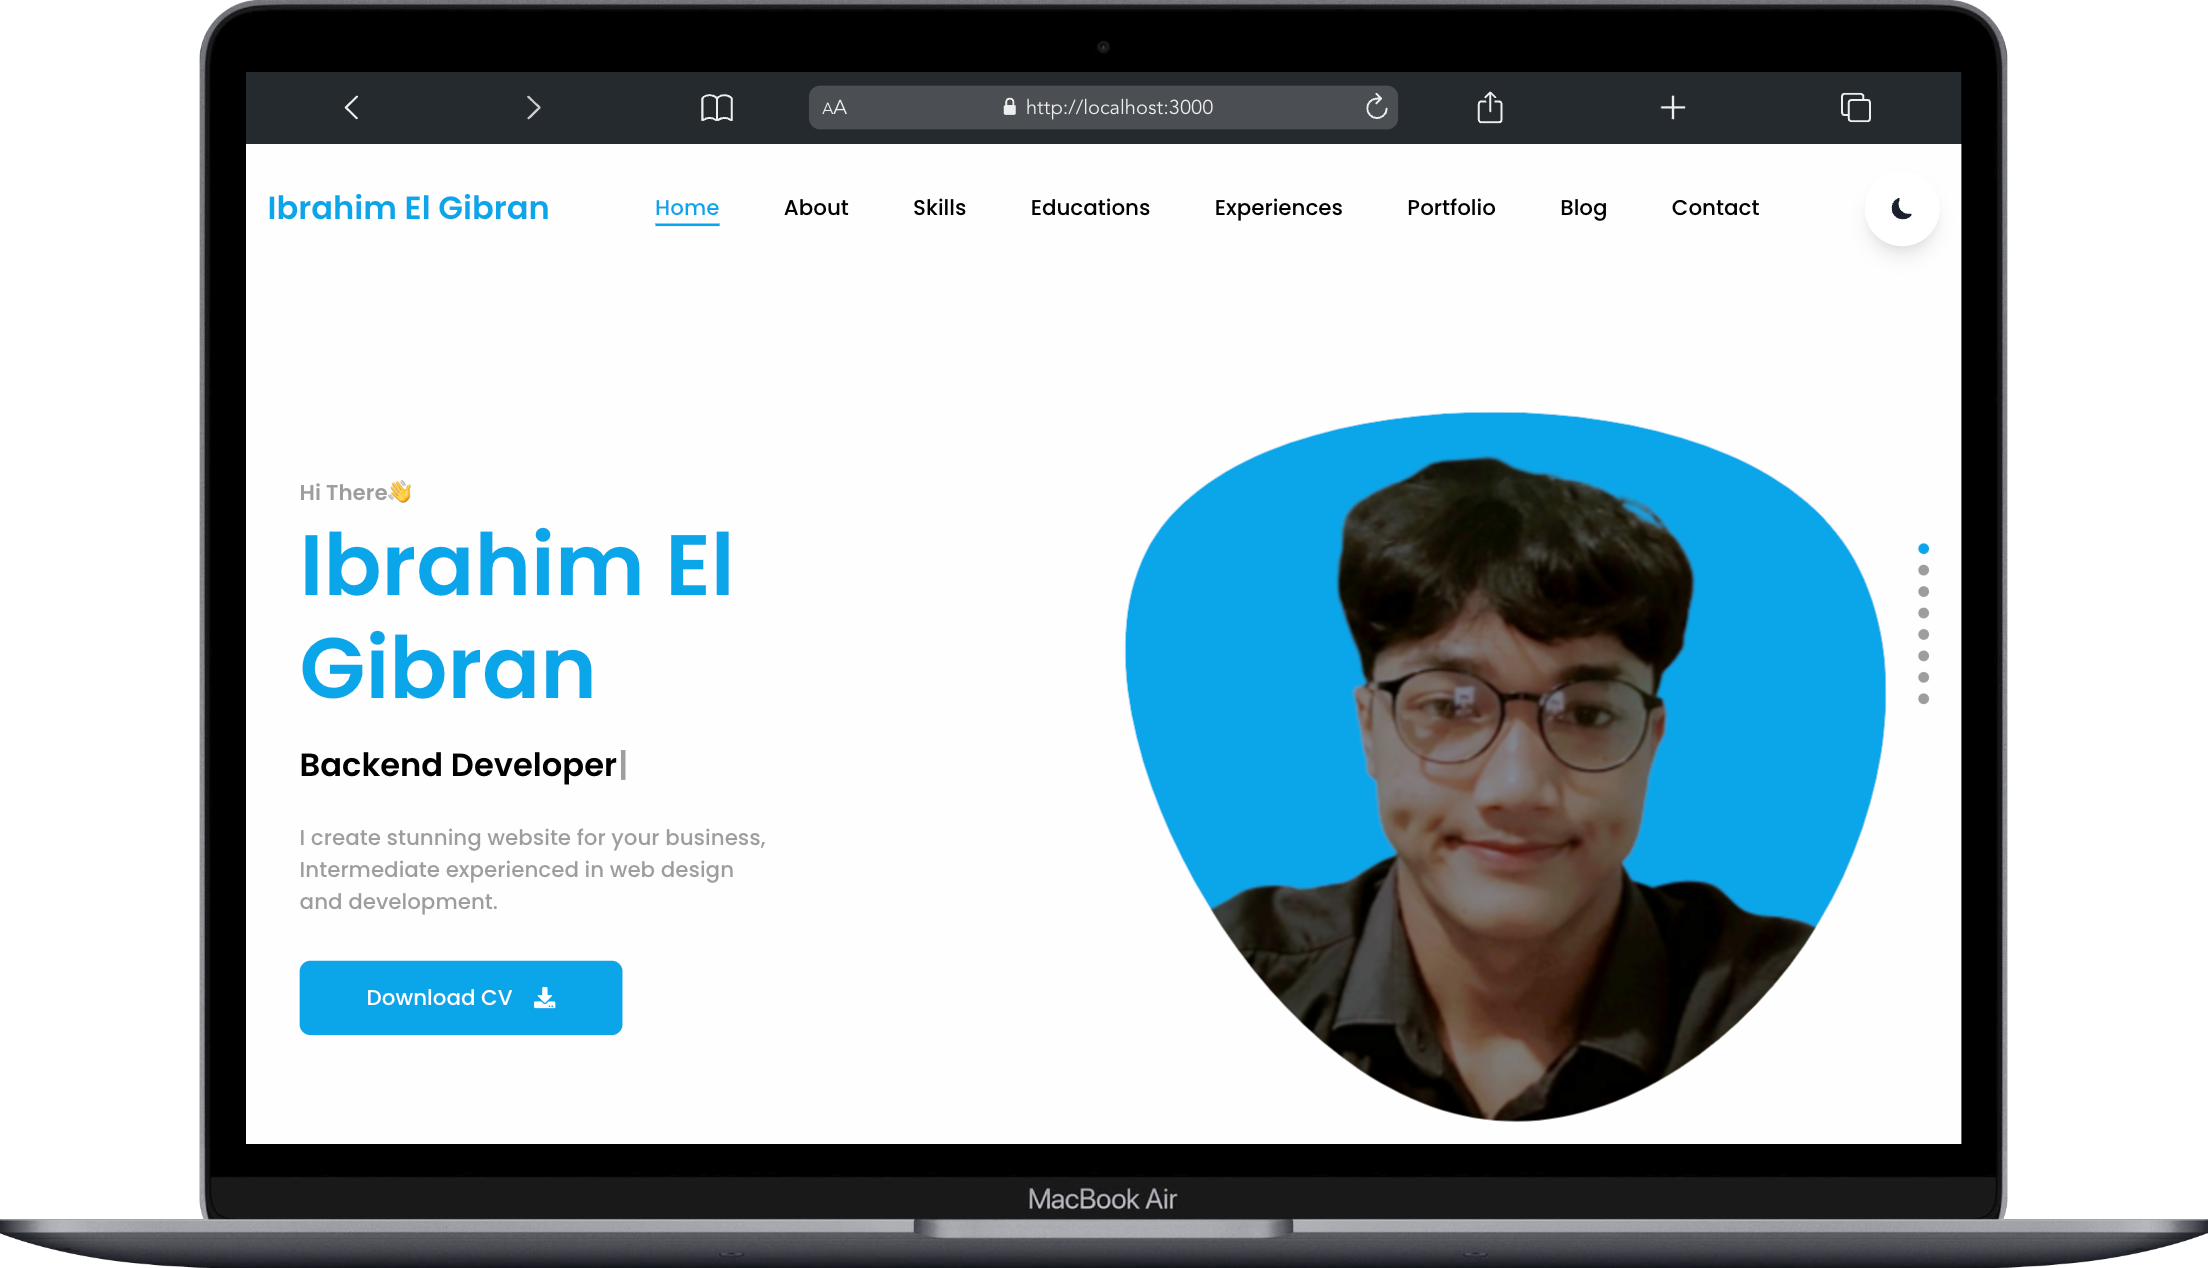 AA http://localhost:3000
Ibrahim El Gibran Home About Skills Educations Experiences Portfolio Blog Contact
Hi There👋
Ibrahim El
Gibran
Backend Developer|
I create stunning website for your business,
Intermediate experienced in web design
and development.
Download CV
MacBook Air